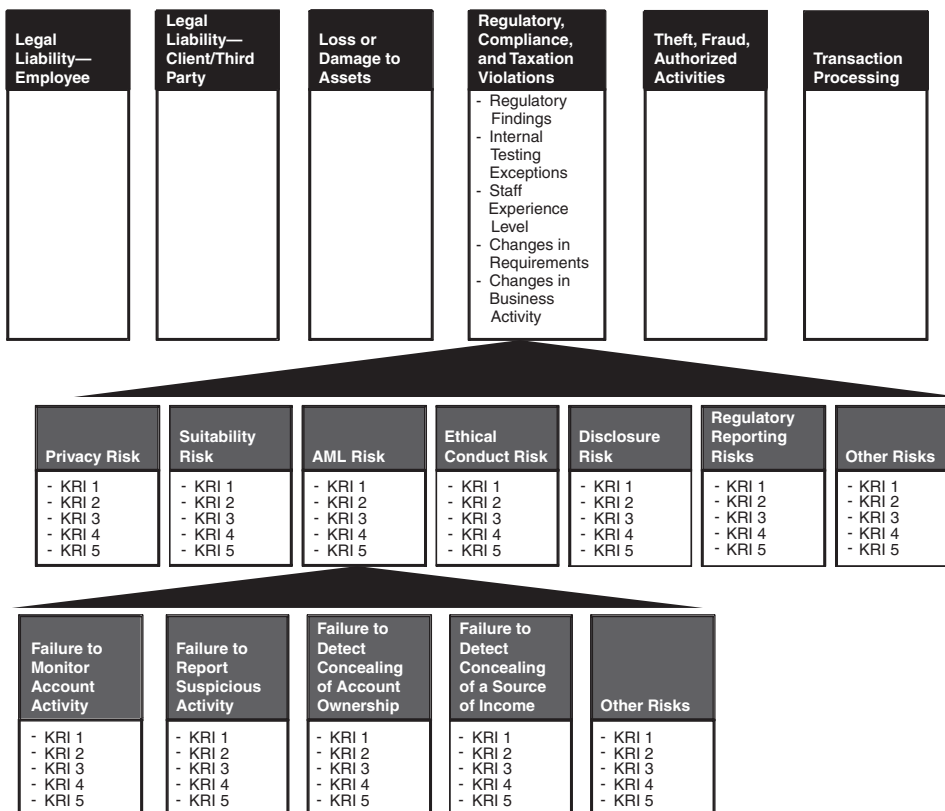 Legal
Liability—
Employee
Legal
Liability—
Client/Third
Party
Loss or
Damage to
Assets
Regulatory,
Compliance,
and Taxation
Violations
Theft, Fraud,
Authorized
Activities
Transaction
Processing
- Regulatory
Findings
- Internal
Testing
Exceptions
- Staff
Experience
Level
- Changes in
Requirements
- Changes in
Business
Activity
Privacy Risk
- KRI 1
- KRI 2
- KRI 3
- KRI 4
- KRI 5
Suitability
Risk
- KRI 1
- KRI 2
- KRI 3
- KRI 4
- KRI 5
AML Risk
- KRI 1
- KRI 2
- KRI 3
- KRI 4
- KRI 5
Ethical
Conduct Risk
- KRI 1
- KRI 2
- KRI 3
- KRI 4
- KRI 5
Disclosure
Risk
- KRI 1
- KRI 2
- KRI 3
- KRI 4
- KRI 5
Regulatory
Reporting
Risks
- KRI 1
- KRI 2
- KRI 3
- KRI 4
- KRI 5
Other Risks
- KRI 1
- KRI 2
- KRI 3
- KRI 4
- KRI 5
Failure to
Monitor
Account
Activity
- KRI 1
- KRI 2
- KRI 3
- KRI 4
- KRI 5
Failure to
Report
Suspicious
Activity
- KRI 1
- KRI 2
- KRI 3
- KRI 4
- KRI 5
Failure to
Detect
Concealing
of Account
Ownership
- KRI 1
- KRI 2
- KRI 3
- KRI 4
- KRI 5
Failure to
Detect
Concealing
of a Source
of Income
- KRI 1
- KRI 2
- KRI 3
- KRI 4
- KRI 5
Other Risks
- KRI 1
- KRI 2
- KRI 3
- KRI 4
- KRI 5